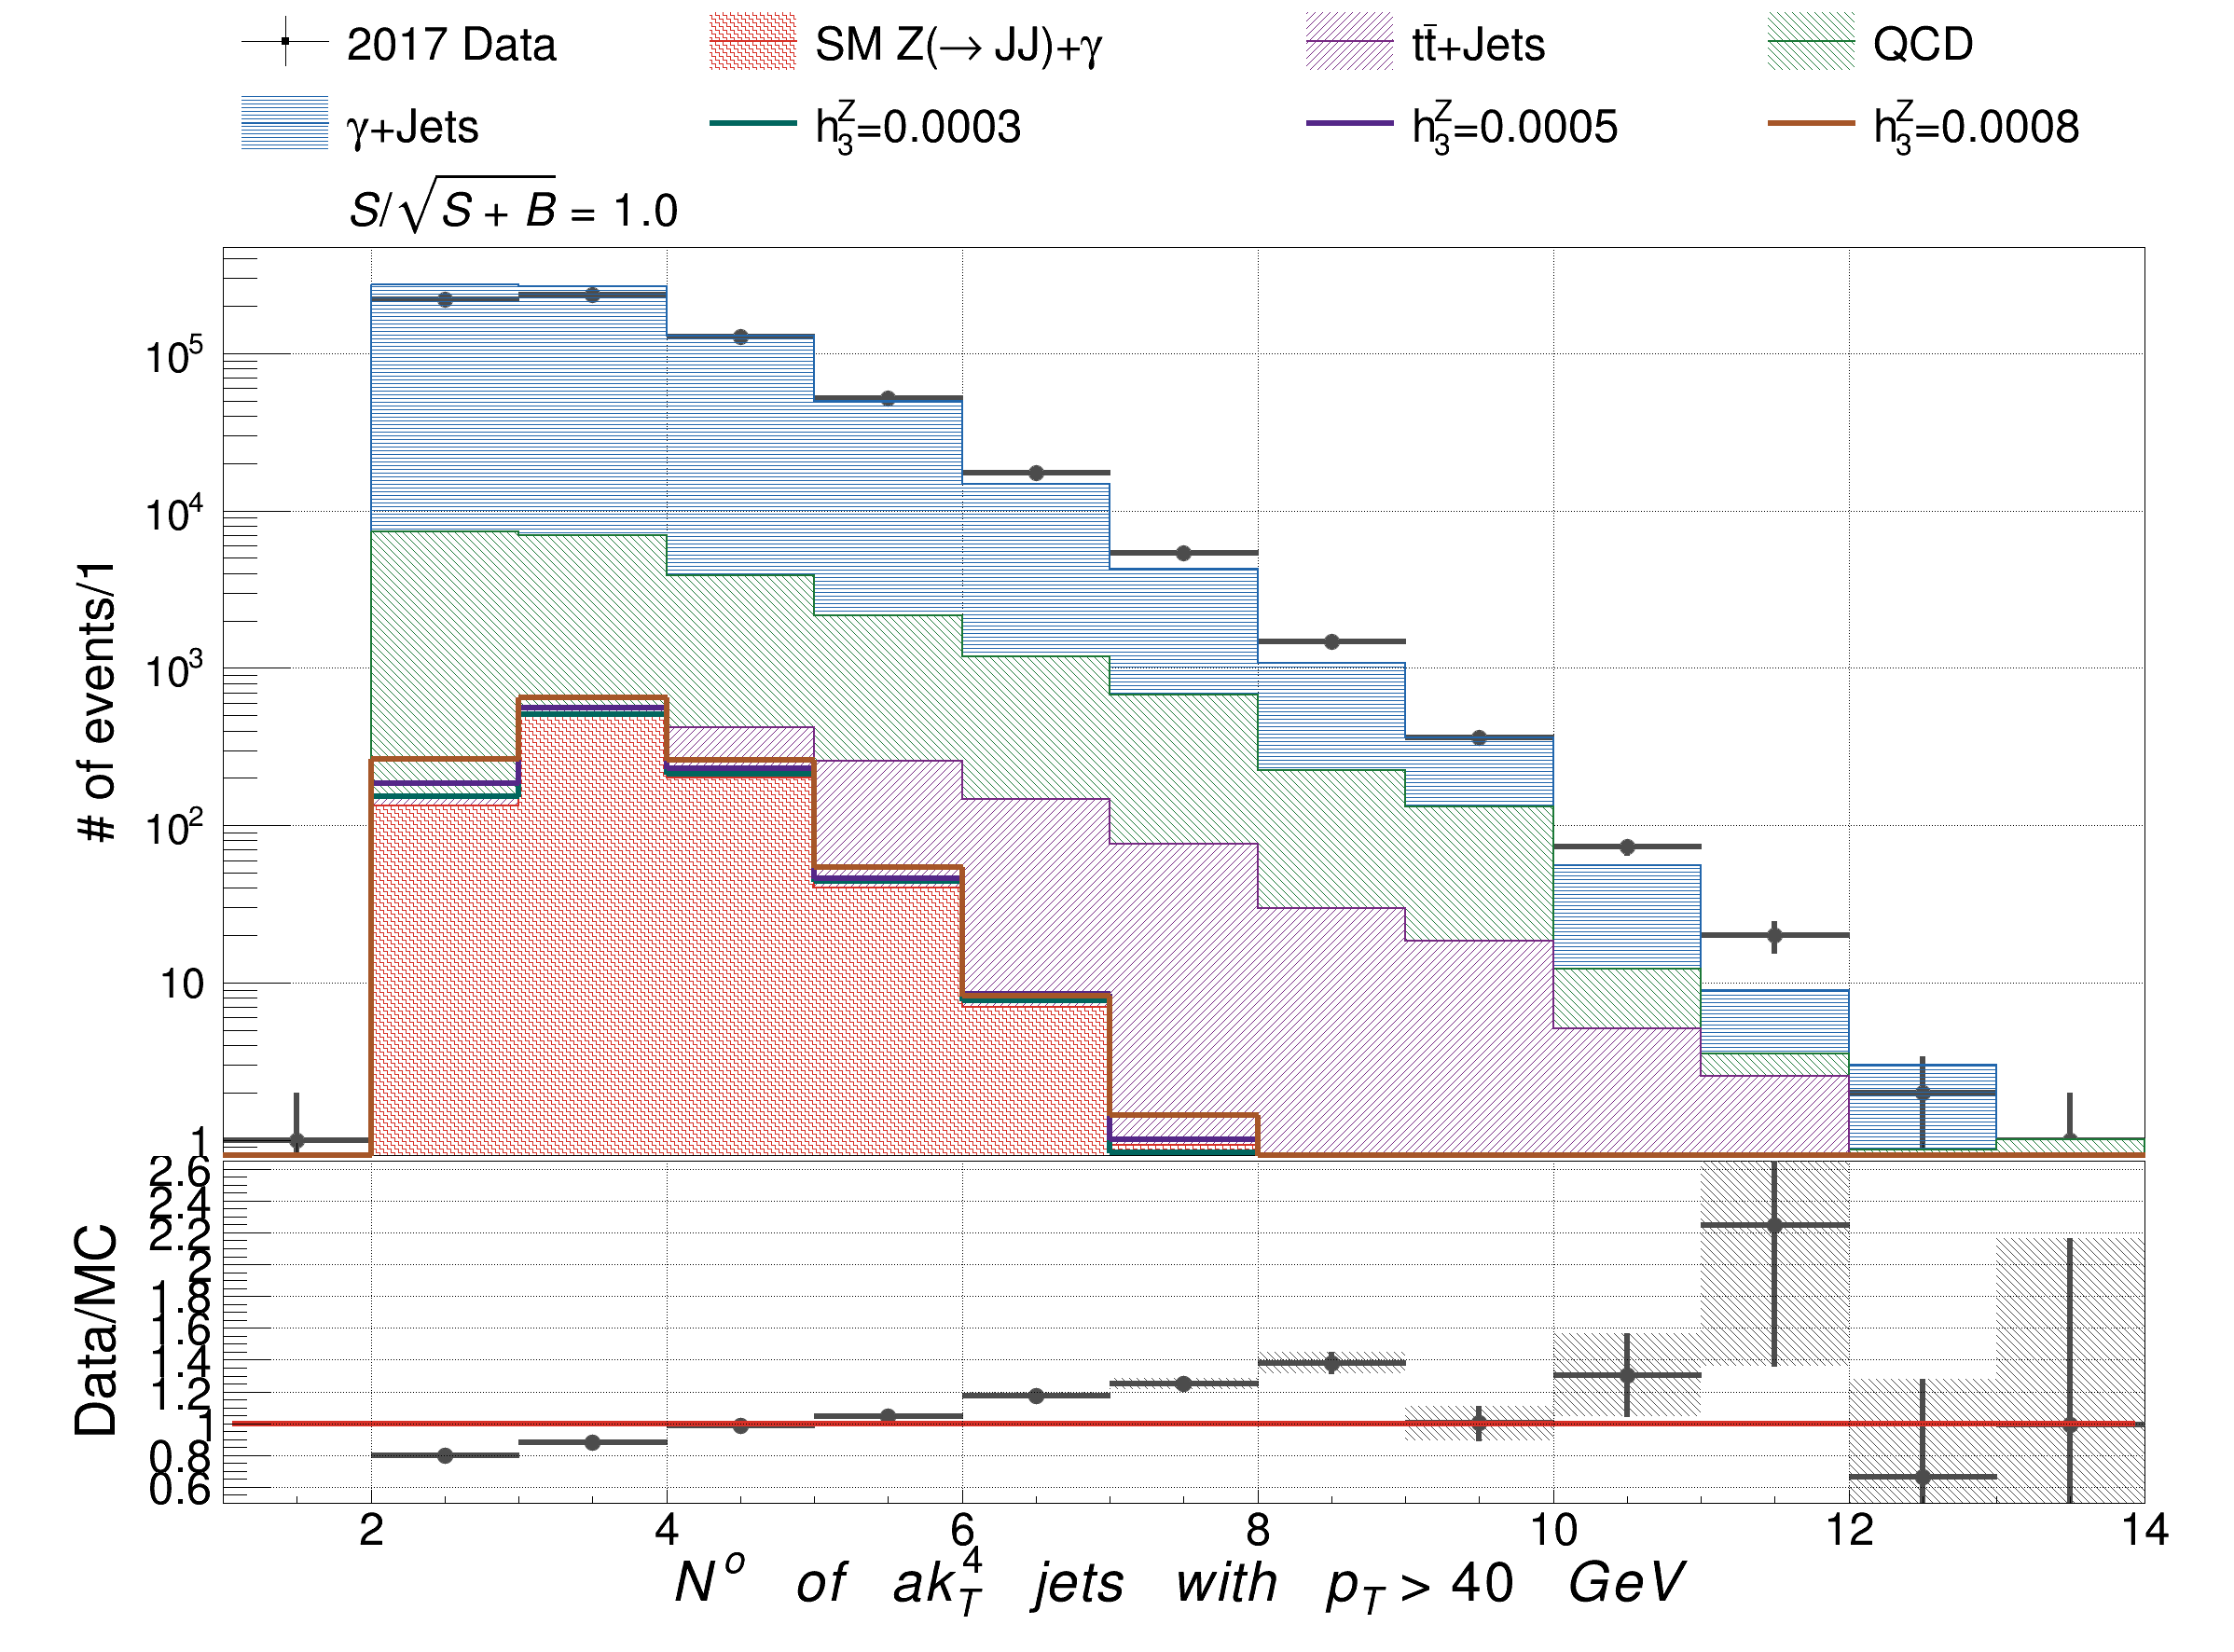 2017 Data SM Z(→ JJ)+γ tt̄+Jets QCD
γ+Jets h₃ᶻ=0.0003 h₃ᶻ=0.0005 h₃ᶻ=0.0008
S/√S + B = 1.0
# of events/1
10⁵
10⁴
10³
10²
10
1
Data/MC
2.6
2.4
2.2
2
1.8
1.6
1.4
1.2
1
0.8
0.6
2 4 6 8 10 12 14
Nᵒ of ak⁴_T jets with p_T > 40 GeV